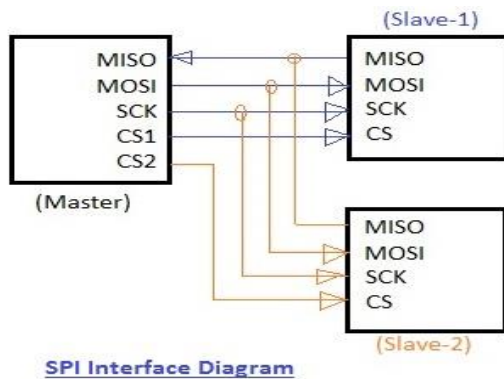 (Slave-1)
MISO
MOSI
SCK
CS1
CS2
(Master)
MISO
MOSI
SCK
CS
MISO
MOSI
SCK
CS
(Slave-2)
SPI Interface Diagram